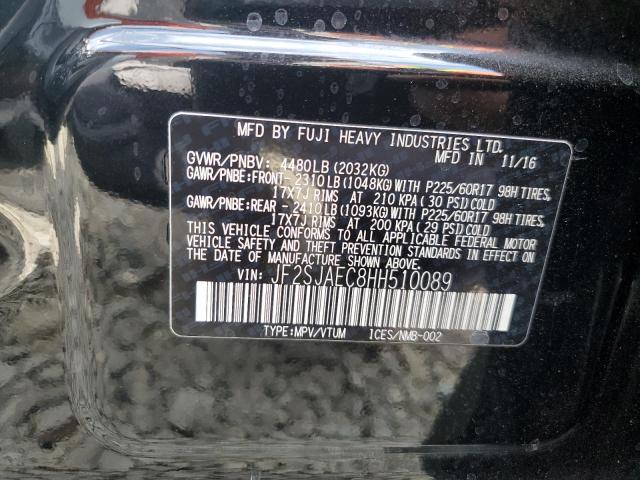 MFD BY FUJI HEAVY INDUSTRIES LTD.
MFD IN 11/16
GVWR/PNBV: 4480LB (2032KG)
GAWR/PNBE:FRONT-2310LB(1048KG)WITH P225/60R17 98H TIRES,
17X7J RIMS AT 210 KPA (30 PSI)COLD
GAWR/PNBE:REAR -2410LB(1093KG)WITH P225/60R17 98H TIRES,
17X7J RIMS AT 200 KPA (29 PSI)COLD
THIS VEHICLE CONFORMS TO ALL APPLICABLE FEDERAL MOTOR
VEHICLE SAFETY AND THEFT PREVENTION STANDARDS IN EFFECT ON
THE DATE OF MANUFACTURE SHOWN ABOVE.
VIN: JF2SJAEC8HH510089
TYPE:MPV/VTUM ICES/NMB-002